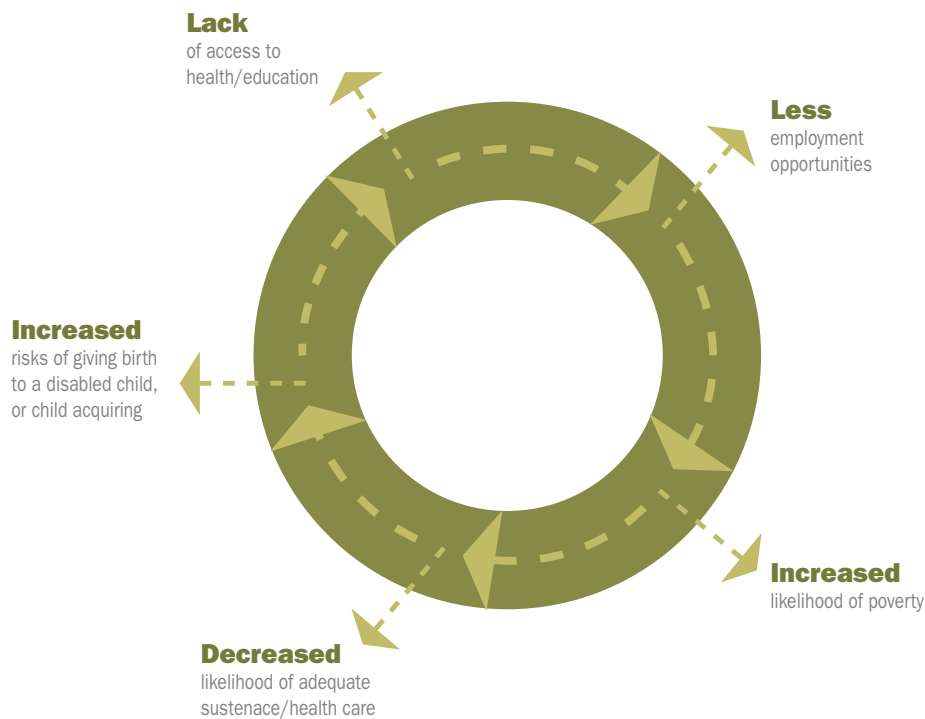 Lack
of access to
health/education
Less
employment
opportunities
Increased
likelihood of poverty
Decreased
likelihood of adequate
sustenace/health care
Increased
risks of giving birth
to a disabled child,
or child acquiring